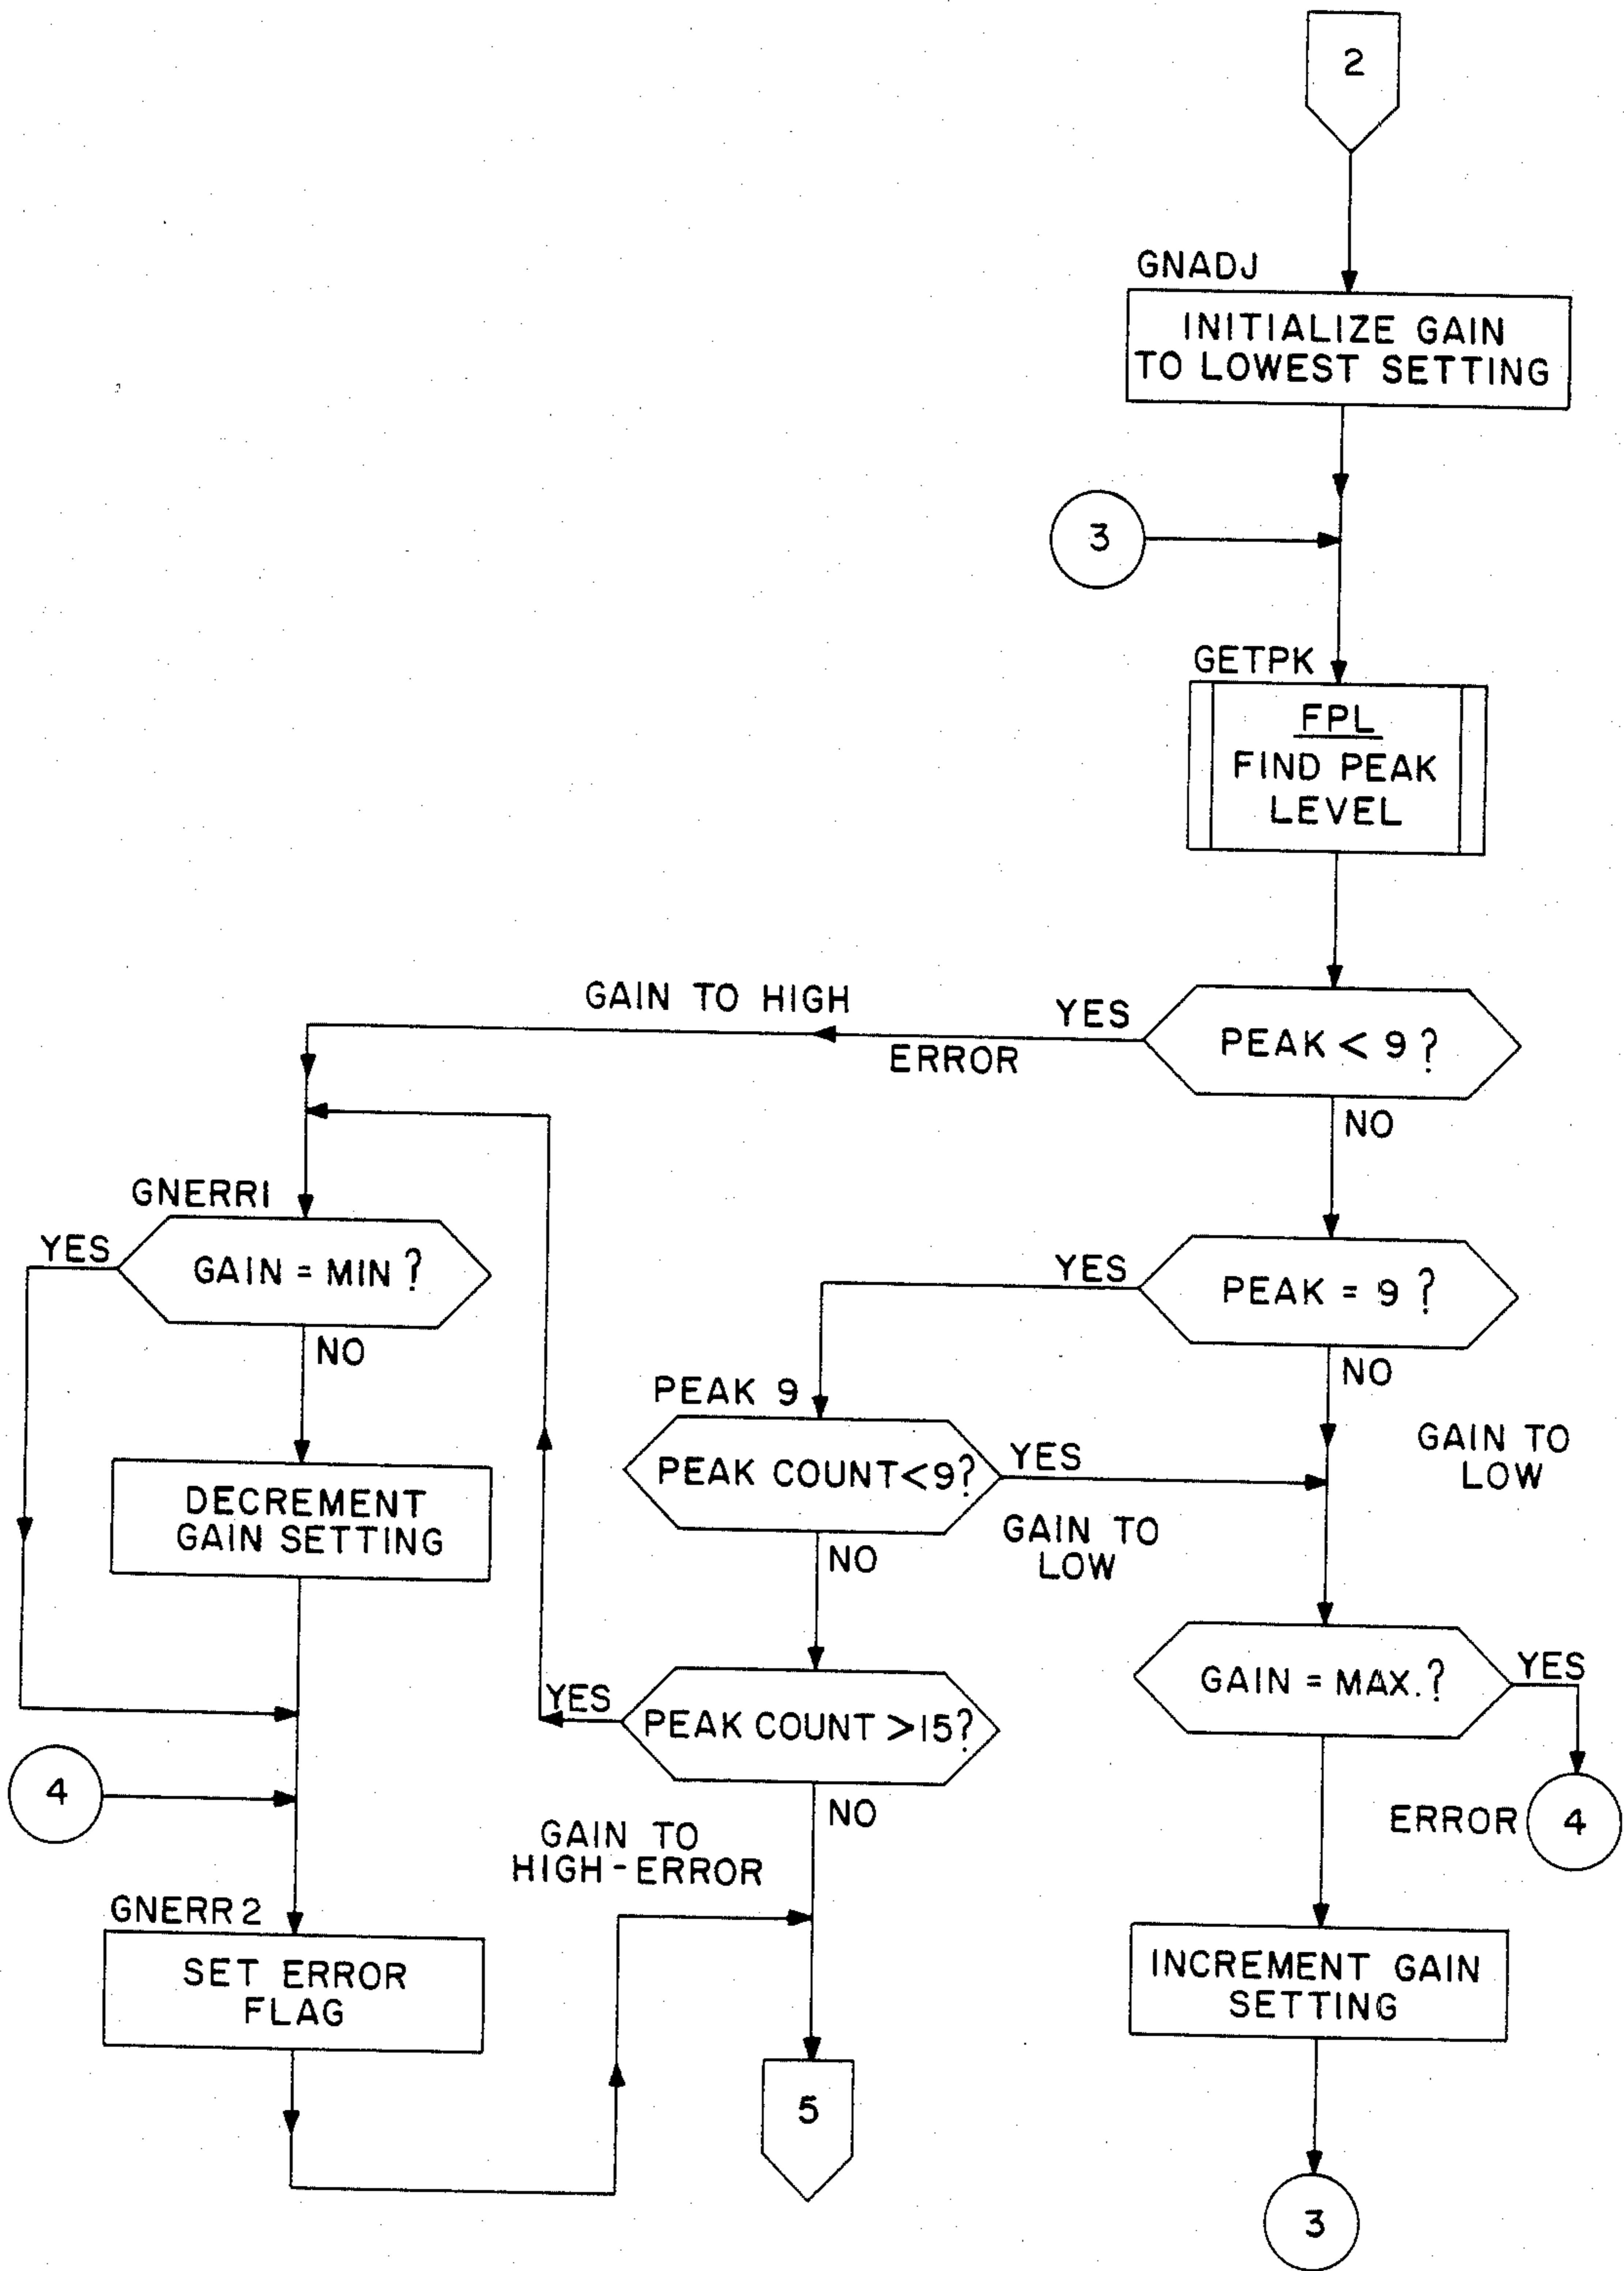 2
GNADJ
INITIALIZE GAIN
TO LOWEST SETTING
3
GETPK
FPL
FIND PEAK
LEVEL
GAIN TO HIGH
YES
ERROR
PEAK < 9 ?
NO
GNERR1
YES
GAIN = MIN ?
NO
YES
PEAK = 9 ?
NO
PEAK 9
PEAK COUNT<9?
YES
GAIN TO
LOW
GAIN TO
LOW
NO
DECREMENT
GAIN SETTING
YES
PEAK COUNT >15?
NO
GAIN = MAX. ?
YES
4
ERROR
4
GAIN TO
HIGH-ERROR
GNERR 2
SET ERROR
FLAG
INCREMENT GAIN
SETTING
5
3